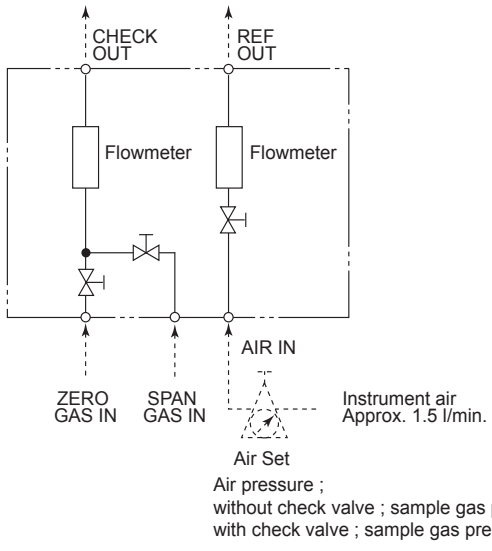 CHECK
OUT
REF
OUT
Flowmeter
Flowmeter
AIR IN
ZERO
GAS IN
SPAN
GAS IN
Instrument air
Approx. 1.5 l/min.
Air Set
Air pressure ;
without check valve ; sample gas
with check valve ; sample gas